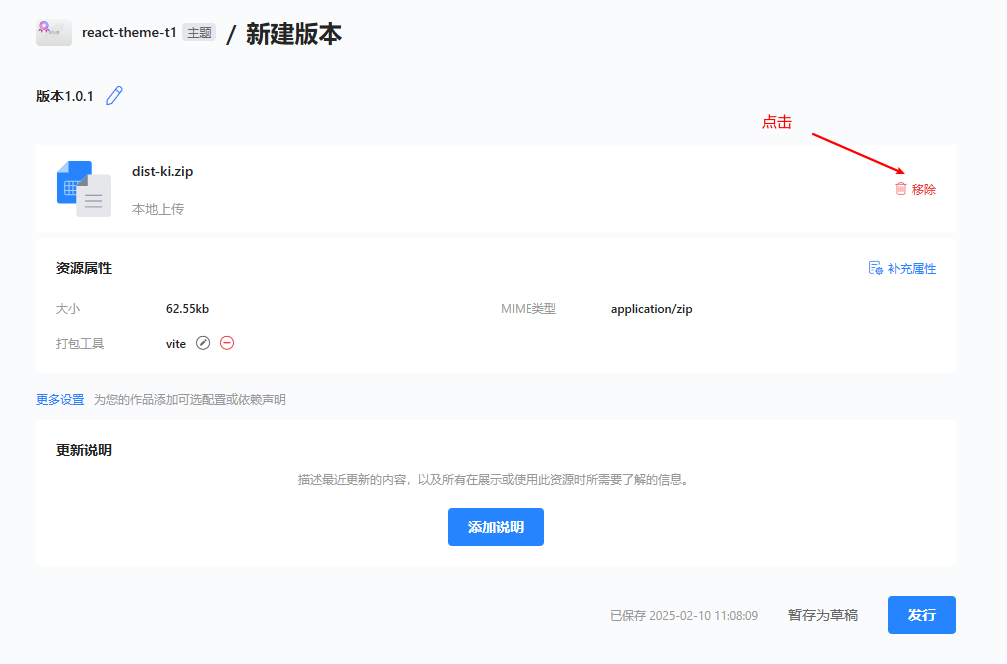 react-theme-t1 主题 / 新建版本
版本1.0.1
点击
dist-ki.zip
移除
本地上传
资源属性
补充属性
大小 62.55kb MIME类型 application/zip
打包工具 vite
更多设置 为您的作品添加可选配置或依赖声明
更新说明
描述最近更新的内容，以及所有在展示或使用此资源时所需要了解的信息。
添加说明
已保存 2025-02-10 11:08:09 暂存为草稿 发行